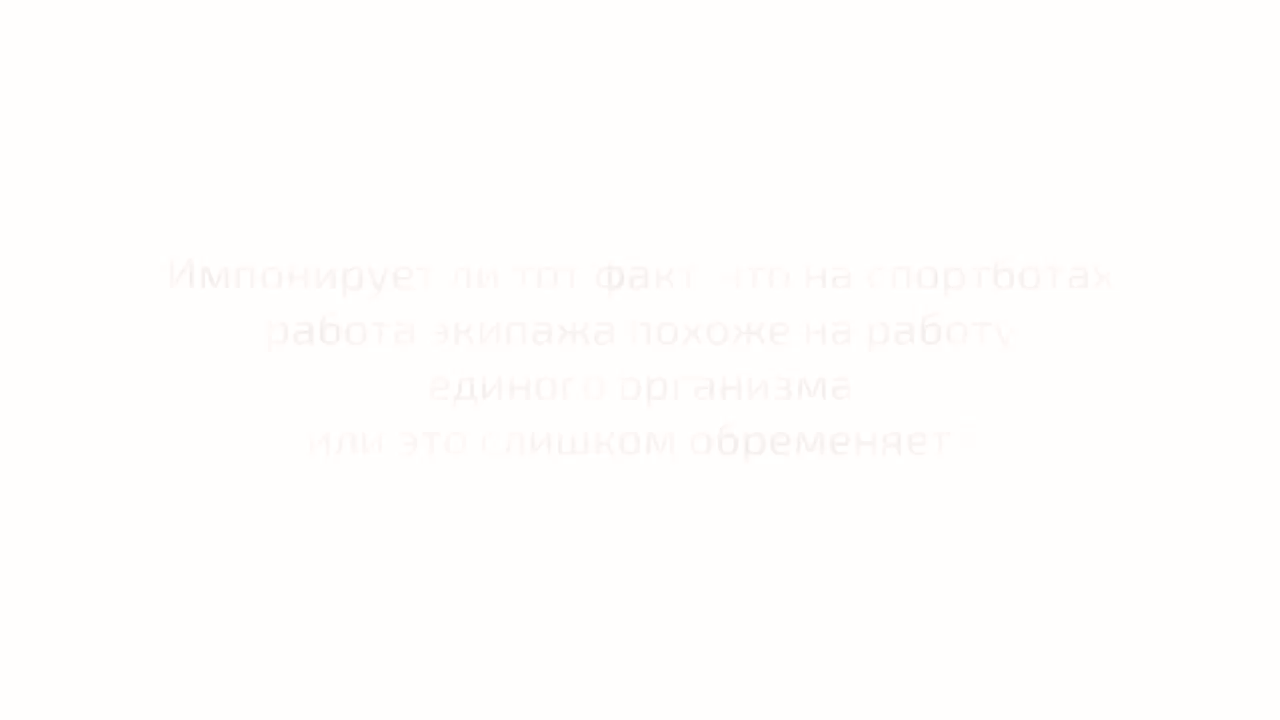 Импонирует ли тот факт, что на спортботах
работа экипажа похоже на работу
единого организма
или это слишком обременяет?